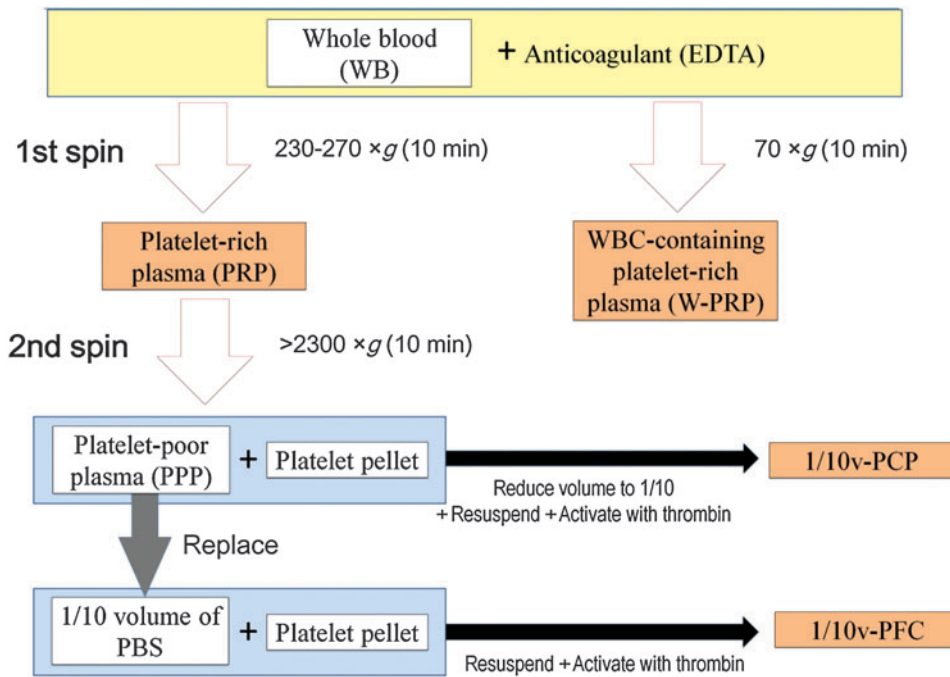 Whole blood
(WB)
+ Anticoagulant (EDTA)
1st spin
230-270 ×g (10 min)
70 ×g (10 min)
Platelet-rich
plasma (PRP)
WBC-containing
platelet-rich
plasma (W-PRP)
2nd spin
>2300 ×g (10 min)
Platelet-poor
plasma (PPP)
+
Platelet pellet
Reduce volume to 1/10
+Resuspend +Activate with thrombin
1/10v-PCP
Replace
1/10 volume of
PBS
+
Platelet pellet
Resuspend +Activate with thrombin
1/10v-PFC